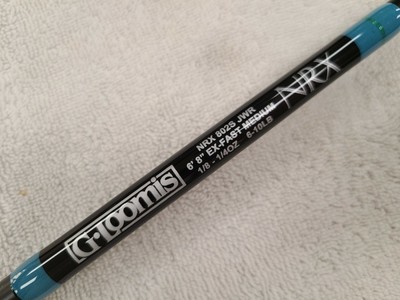 G·Loomis
NRX 802S JWR
6' 8" EX-FAST MEDIUM
1/8 - 1/4OZ 6-10LB
NRX